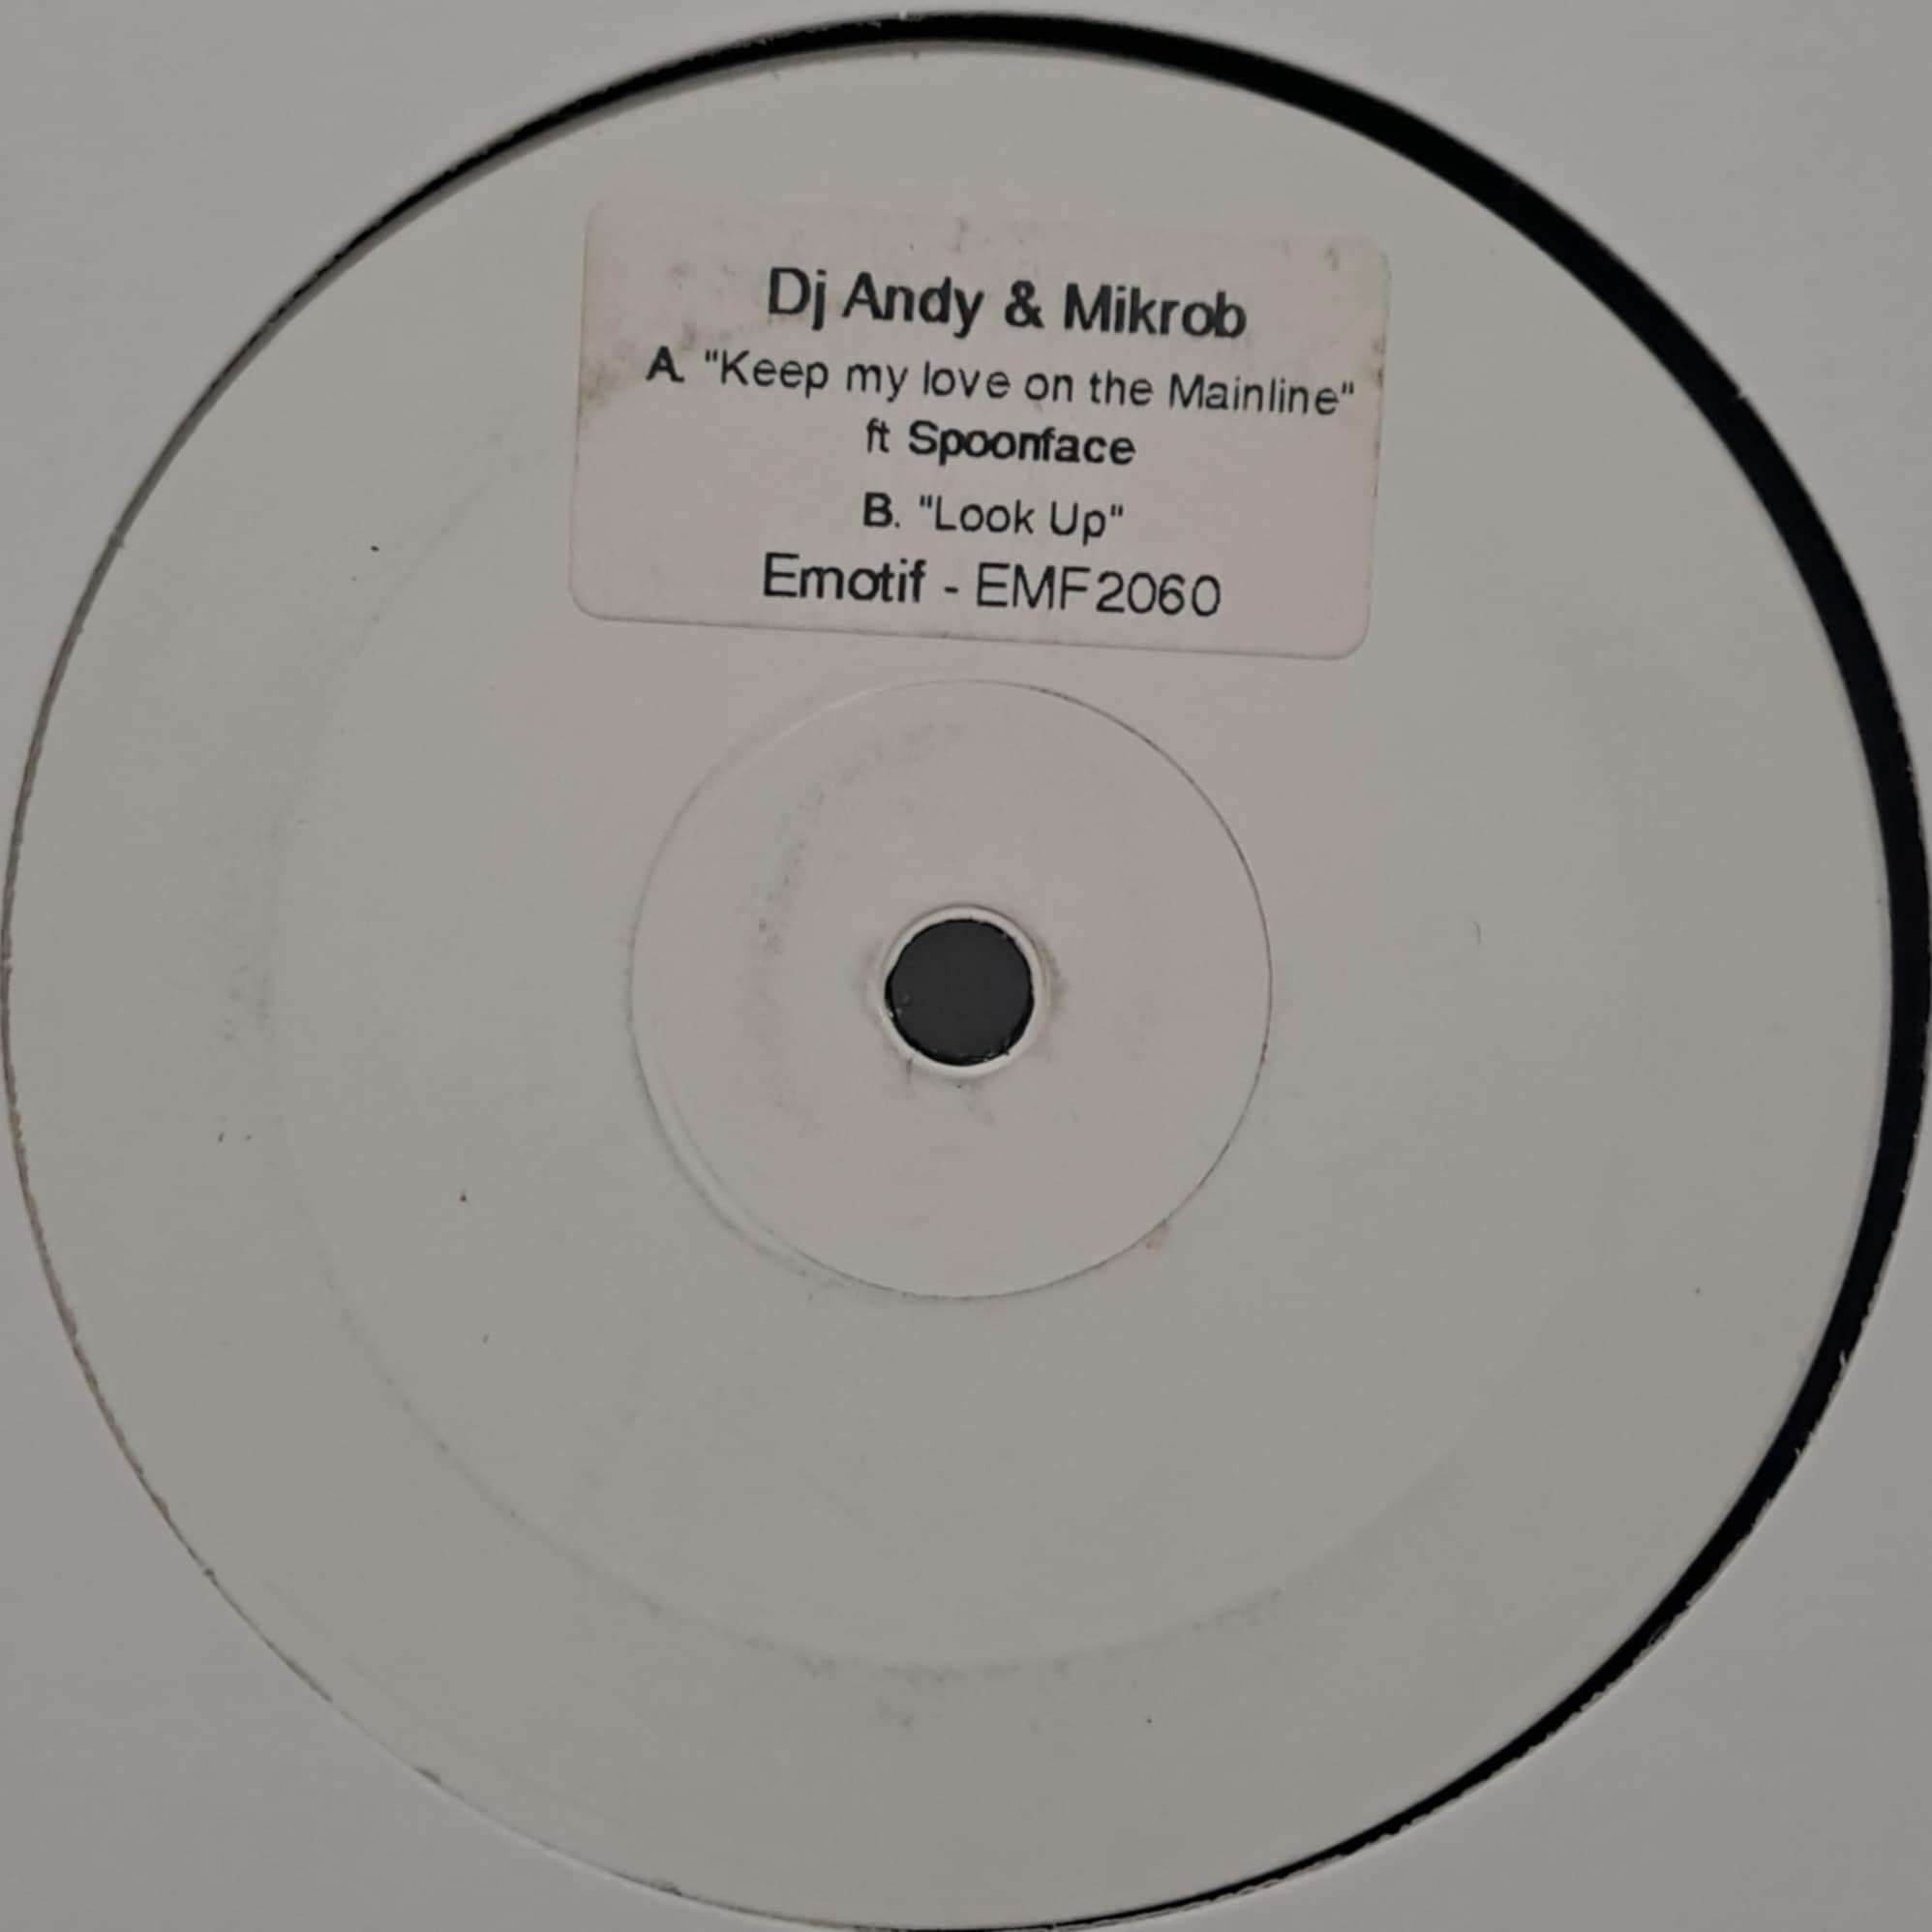 Dj Andy & Mikrob
A. "Keep my love on the Mainline"
ft Spoonface
B. "Look Up"
Emotif - EMF2060